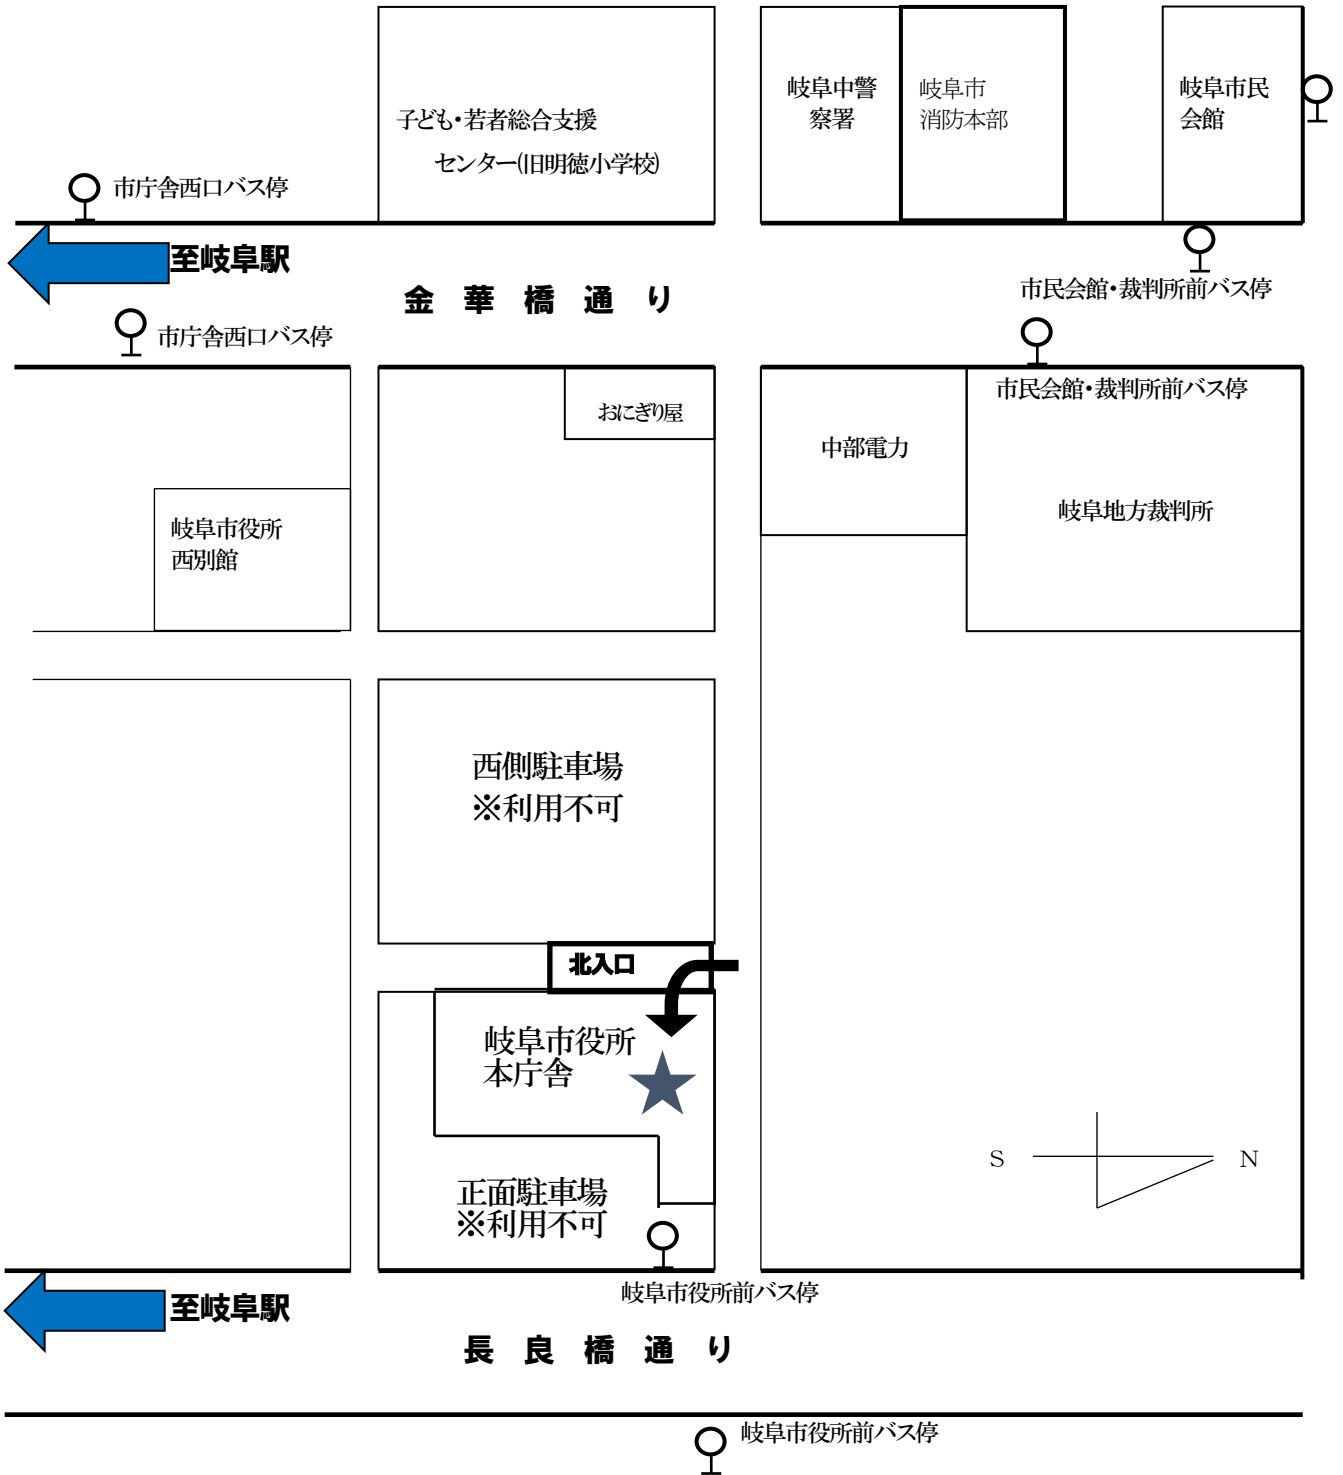 岐阜中警
察署
岐阜市
消防本部
岐阜市民
会館
子ども・若者総合支援
センター(旧明徳小学校)
市庁舎西口バス停
至岐阜駅
金華橋通り
市民会館・裁判所前バス停
市庁舎西口バス停
市民会館・裁判所前バス停
おにぎり屋
中部電力
岐阜地方裁判所
岐阜市役所
西別館
西側駐車場
※利用不可
北入口
岐阜市役所
本庁舎
S
N
正面駐車場
※利用不可
岐阜市役所前バス停
至岐阜駅
長良橋通り
岐阜市役所前バス停